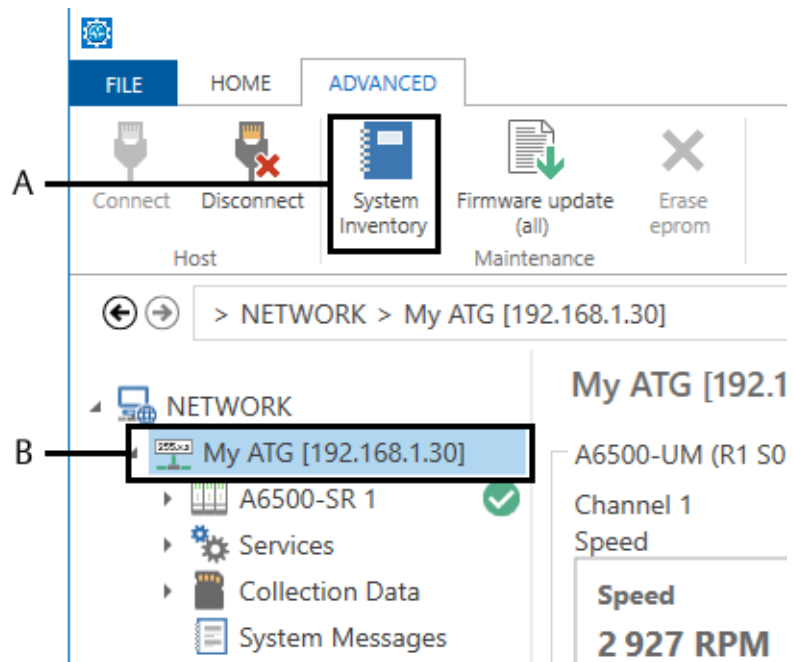 FILE HOME ADVANCED
A
Connect Disconnect System Inventory Firmware update (all) Erase eprom
Host Maintenance
> NETWORK > My ATG [192.168.1.30]
NETWORK
My ATG [192.1
B
255.x.x
My ATG [192.168.1.30]
A6500-UM (R1 S0
A6500-SR 1
Channel 1
Services
Speed
Collection Data
Speed
System Messages
2 927 RPM